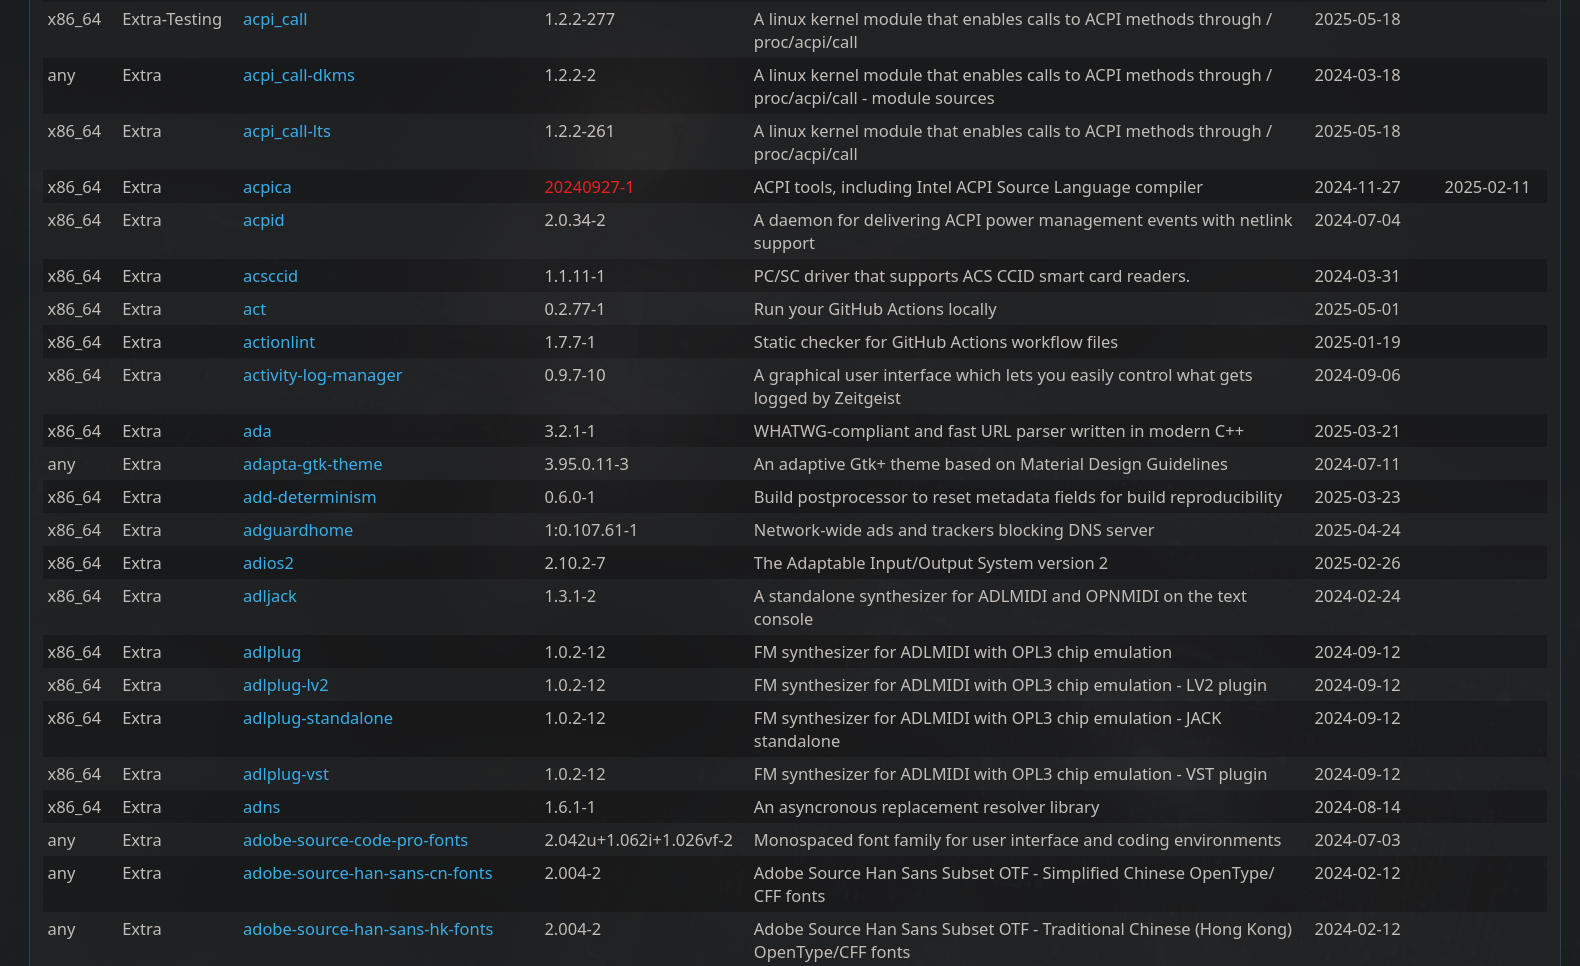 x86_64 Extra-Testing acpi_call 1.2.2-277 A linux kernel module that enables calls to ACPI methods through / 2025-05-18
proc/acpi/call
any Extra acpi_call-dkms 1.2.2-2 A linux kernel module that enables calls to ACPI methods through / 2024-03-18
proc/acpi/call - module sources
x86_64 Extra acpi_call-lts 1.2.2-261 A linux kernel module that enables calls to ACPI methods through / 2025-05-18
proc/acpi/call
x86_64 Extra acpica 20240927-1 ACPI tools, including Intel ACPI Source Language compiler 2024-11-27 2025-02-11
x86_64 Extra acpid 2.0.34-2 A daemon for delivering ACPI power management events with netlink 2024-07-04
support
x86_64 Extra acsccid 1.1.11-1 PC/SC driver that supports ACS CCID smart card readers. 2024-03-31
x86_64 Extra act 0.2.77-1 Run your GitHub Actions locally 2025-05-01
x86_64 Extra actionlint 1.7.7-1 Static checker for GitHub Actions workflow files 2025-01-19
x86_64 Extra activity-log-manager 0.9.7-10 A graphical user interface which lets you easily control what gets 2024-09-06
logged by Zeitgeist
x86_64 Extra ada 3.2.1-1 WHATWG-compliant and fast URL parser written in modern C++ 2025-03-21
any Extra adapta-gtk-theme 3.95.0.11-3 An adaptive Gtk+ theme based on Material Design Guidelines 2024-07-11
x86_64 Extra add-determinism 0.6.0-1 Build postprocessor to reset metadata fields for build reproducibility 2025-03-23
x86_64 Extra adguardhome 1:0.107.61-1 Network-wide ads and trackers blocking DNS server 2025-04-24
x86_64 Extra adios2 2.10.2-7 The Adaptable Input/Output System version 2 2025-02-26
x86_64 Extra adljack 1.3.1-2 A standalone synthesizer for ADLMIDI and OPNMIDI on the text 2024-02-24
console
x86_64 Extra adlplug 1.0.2-12 FM synthesizer for ADLMIDI with OPL3 chip emulation 2024-09-12
x86_64 Extra adlplug-lv2 1.0.2-12 FM synthesizer for ADLMIDI with OPL3 chip emulation - LV2 plugin 2024-09-12
x86_64 Extra adlplug-standalone 1.0.2-12 FM synthesizer for ADLMIDI with OPL3 chip emulation - JACK 2024-09-12
standalone
x86_64 Extra adlplug-vst 1.0.2-12 FM synthesizer for ADLMIDI with OPL3 chip emulation - VST plugin 2024-09-12
x86_64 Extra adns 1.6.1-1 An asyncronous replacement resolver library 2024-08-14
any Extra adobe-source-code-pro-fonts 2.042u+1.062i+1.026vf-2 Monospaced font family for user interface and coding environments 2024-07-03
any Extra adobe-source-han-sans-cn-fonts 2.004-2 Adobe Source Han Sans Subset OTF - Simplified Chinese OpenType/ 2024-02-12
CFF fonts
any Extra adobe-source-han-sans-hk-fonts 2.004-2 Adobe Source Han Sans Subset OTF - Traditional Chinese (Hong Kong) 2024-02-12
OpenType/CFF fonts